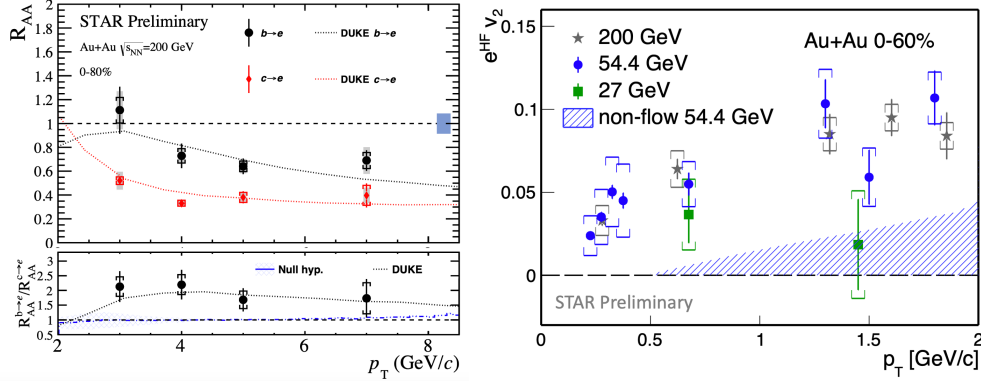 R_AA
2
1.8
1.6
1.4
1.2
1
0.8
0.6
0.4
0.2
0
STAR Preliminary
Au+Au √s_NN=200 GeV
0-80%
b→e
DUKE b→e
c→e
DUKE c→e
R_AA^b→e/R_AA^c→e
3
2.5
2
1.5
1
0.5
Null hyp.
DUKE
2
4
6
8
p_T (GeV/c)
e^HF v_2
0.15
0.1
0.05
0
200 GeV
54.4 GeV
27 GeV
non-flow 54.4 GeV
Au+Au 0-60%
STAR Preliminary
0
0.5
1
1.5
2
p_T [GeV/c]